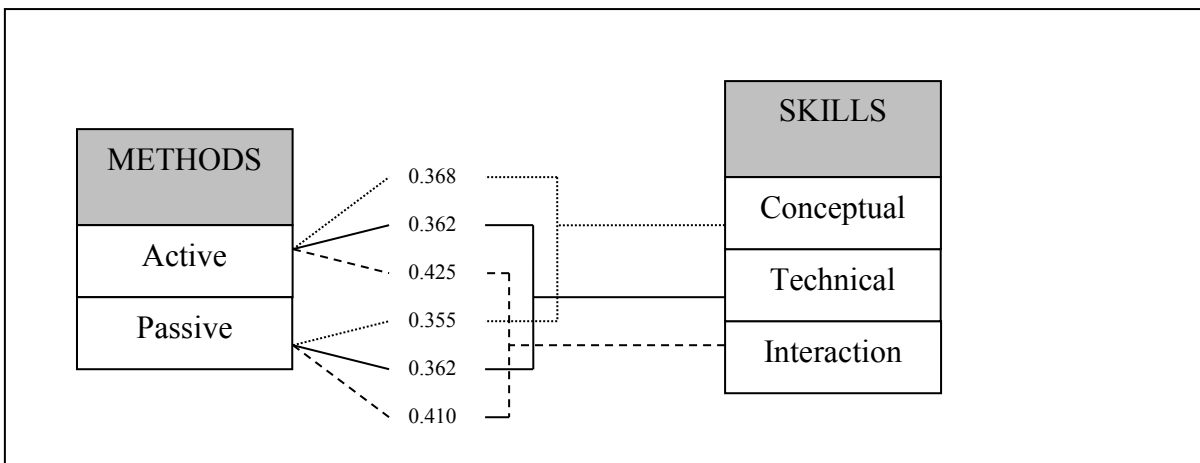 METHODS
Active
Passive
0.368
0.362
0.425
0.355
0.362
0.410
SKILLS
Conceptual
Technical
Interaction